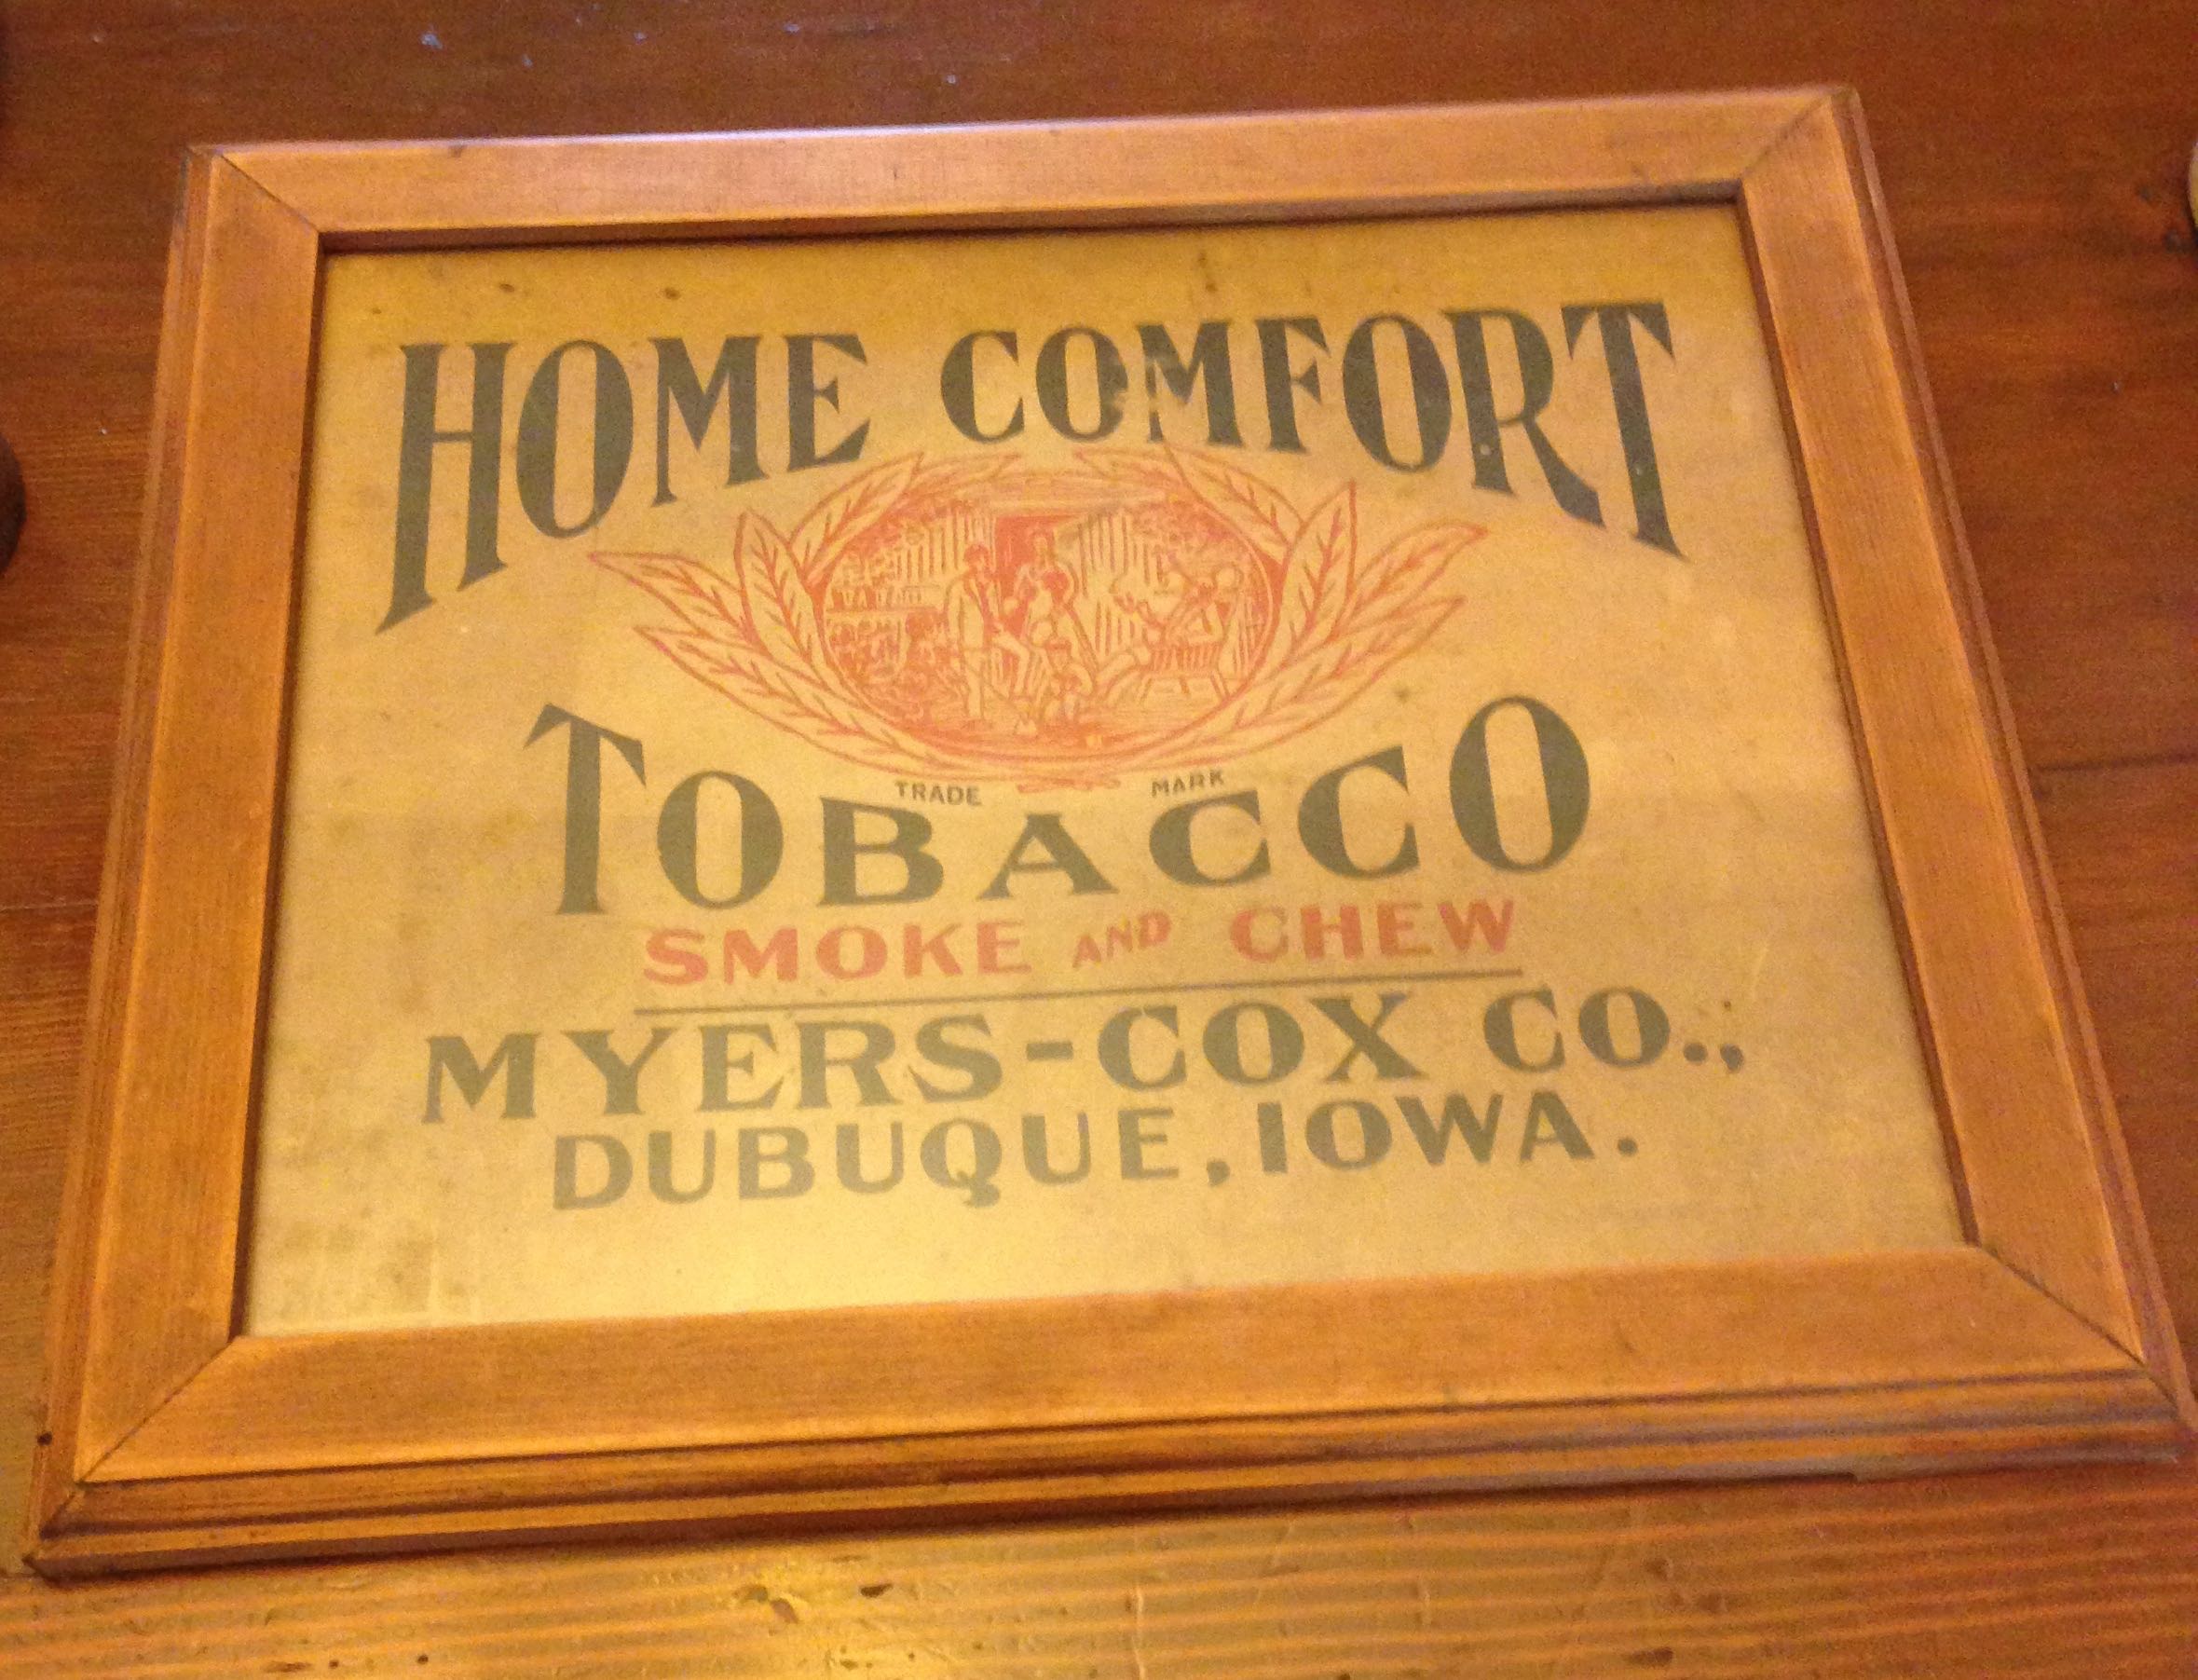 HOME COMFORT
TRADE MARK
TOBACCO
SMOKE AND CHEW
MYERS-COX CO.,
DUBUQUE, IOWA.